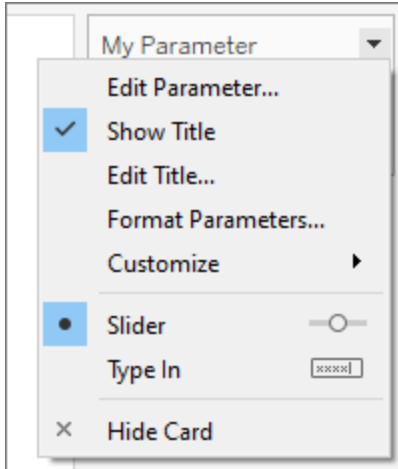 My Parameter
Edit Parameter...
Show Title
Edit Title...
Format Parameters...
Customize
Slider
Type In
xxxx
Hide Card